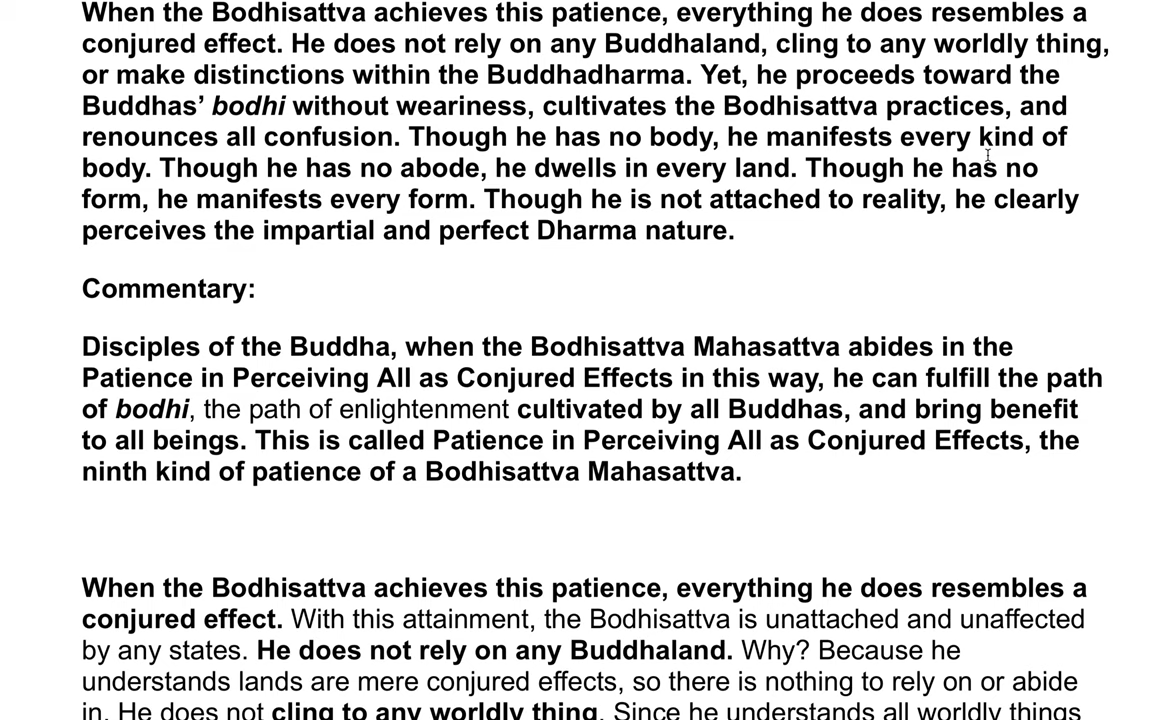 When the Bodhisattva achieves this patience, everything he does resembles a
conjured effect. He does not rely on any Buddhaland, cling to any worldly thing,
or make distinctions within the Buddhadharma. Yet, he proceeds toward the
Buddhas’ bodhi without weariness, cultivates the Bodhisattva practices, and
renounces all confusion. Though he has no body, he manifests every kind of
body. Though he has no abode, he dwells in every land. Though he has no
form, he manifests every form. Though he is not attached to reality, he clearly
perceives the impartial and perfect Dharma nature.
Commentary:
Disciples of the Buddha, when the Bodhisattva Mahasattva abides in the
Patience in Perceiving All as Conjured Effects in this way, he can fulfill the path
of bodhi, the path of enlightenment cultivated by all Buddhas, and bring benefit
to all beings. This is called Patience in Perceiving All as Conjured Effects, the
ninth kind of patience of a Bodhisattva Mahasattva.
When the Bodhisattva achieves this patience, everything he does resembles a
conjured effect. With this attainment, the Bodhisattva is unattached and unaffected
by any states. He does not rely on any Buddhaland. Why? Because he
understands lands are mere conjured effects, so there is nothing to rely on or abide
in. He does not cling to any worldly thing. Since he understands all worldly things